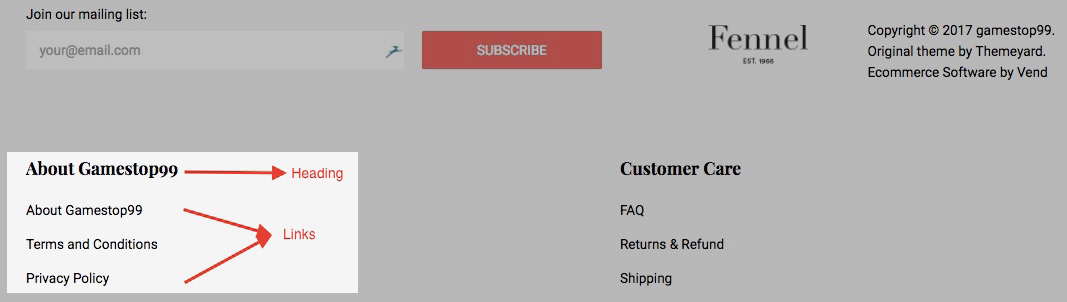 Join our mailing list:
your@email.com
SUBSCRIBE
Fennel
EST. 1966
Copyright © 2017 gamestop99.
Original theme by Themeyard.
Ecommerce Software by Vend
About Gamestop99
Heading
About Gamestop99
Links
Terms and Conditions
Privacy Policy
Customer Care
FAQ
Returns & Refund
Shipping